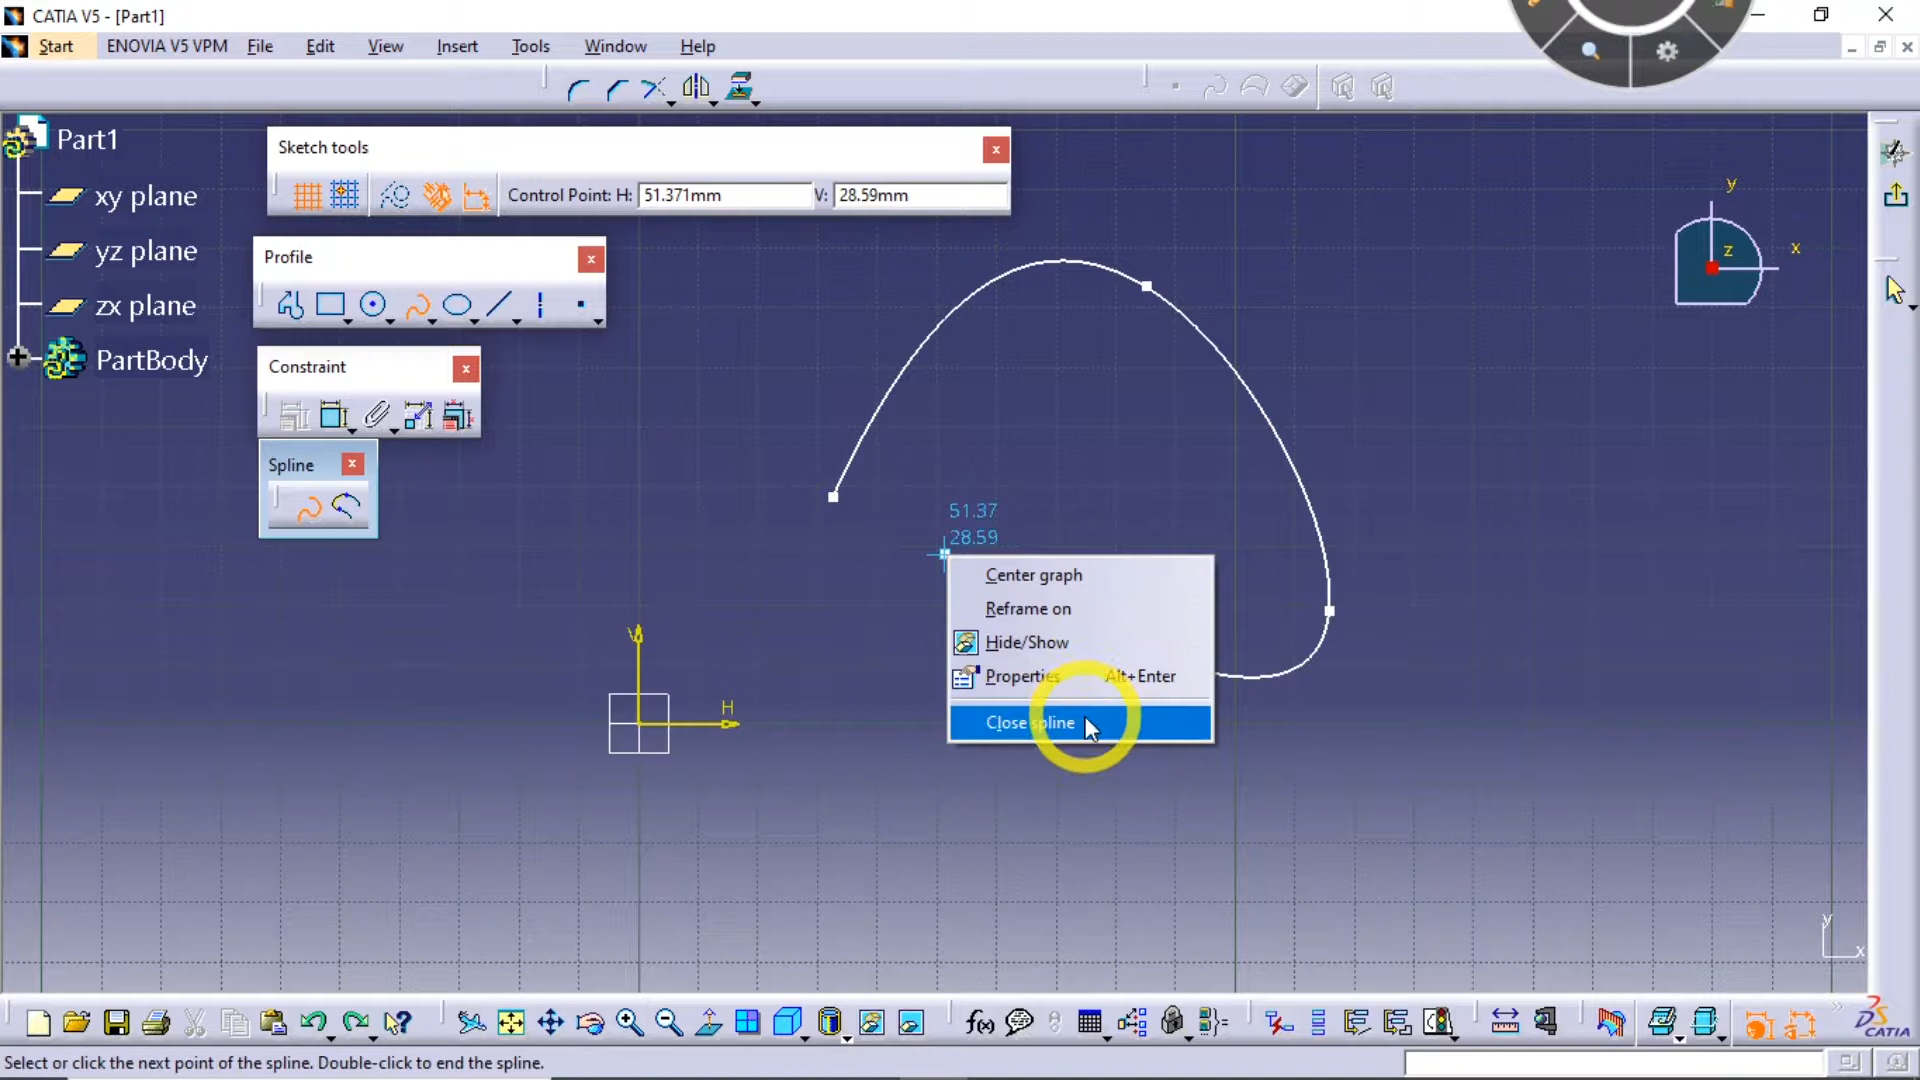 CATIA V5 - [Part1]
Start ENOVIA V5 VPM File Edit View Insert Tools Window Help
Part1
xy plane
yz plane
zx plane
PartBody
Sketch tools
Control Point: H: 51.371mm V: 28.59mm
Profile
Constraint
Spline
51.37
28.59
Center graph
Reframe on
Hide/Show
Properties Alt+Enter
Close spline
V
H
y
z
x
y
x
f(x)
CATIA
Select or click the next point of the spline. Double-click to end the spline.